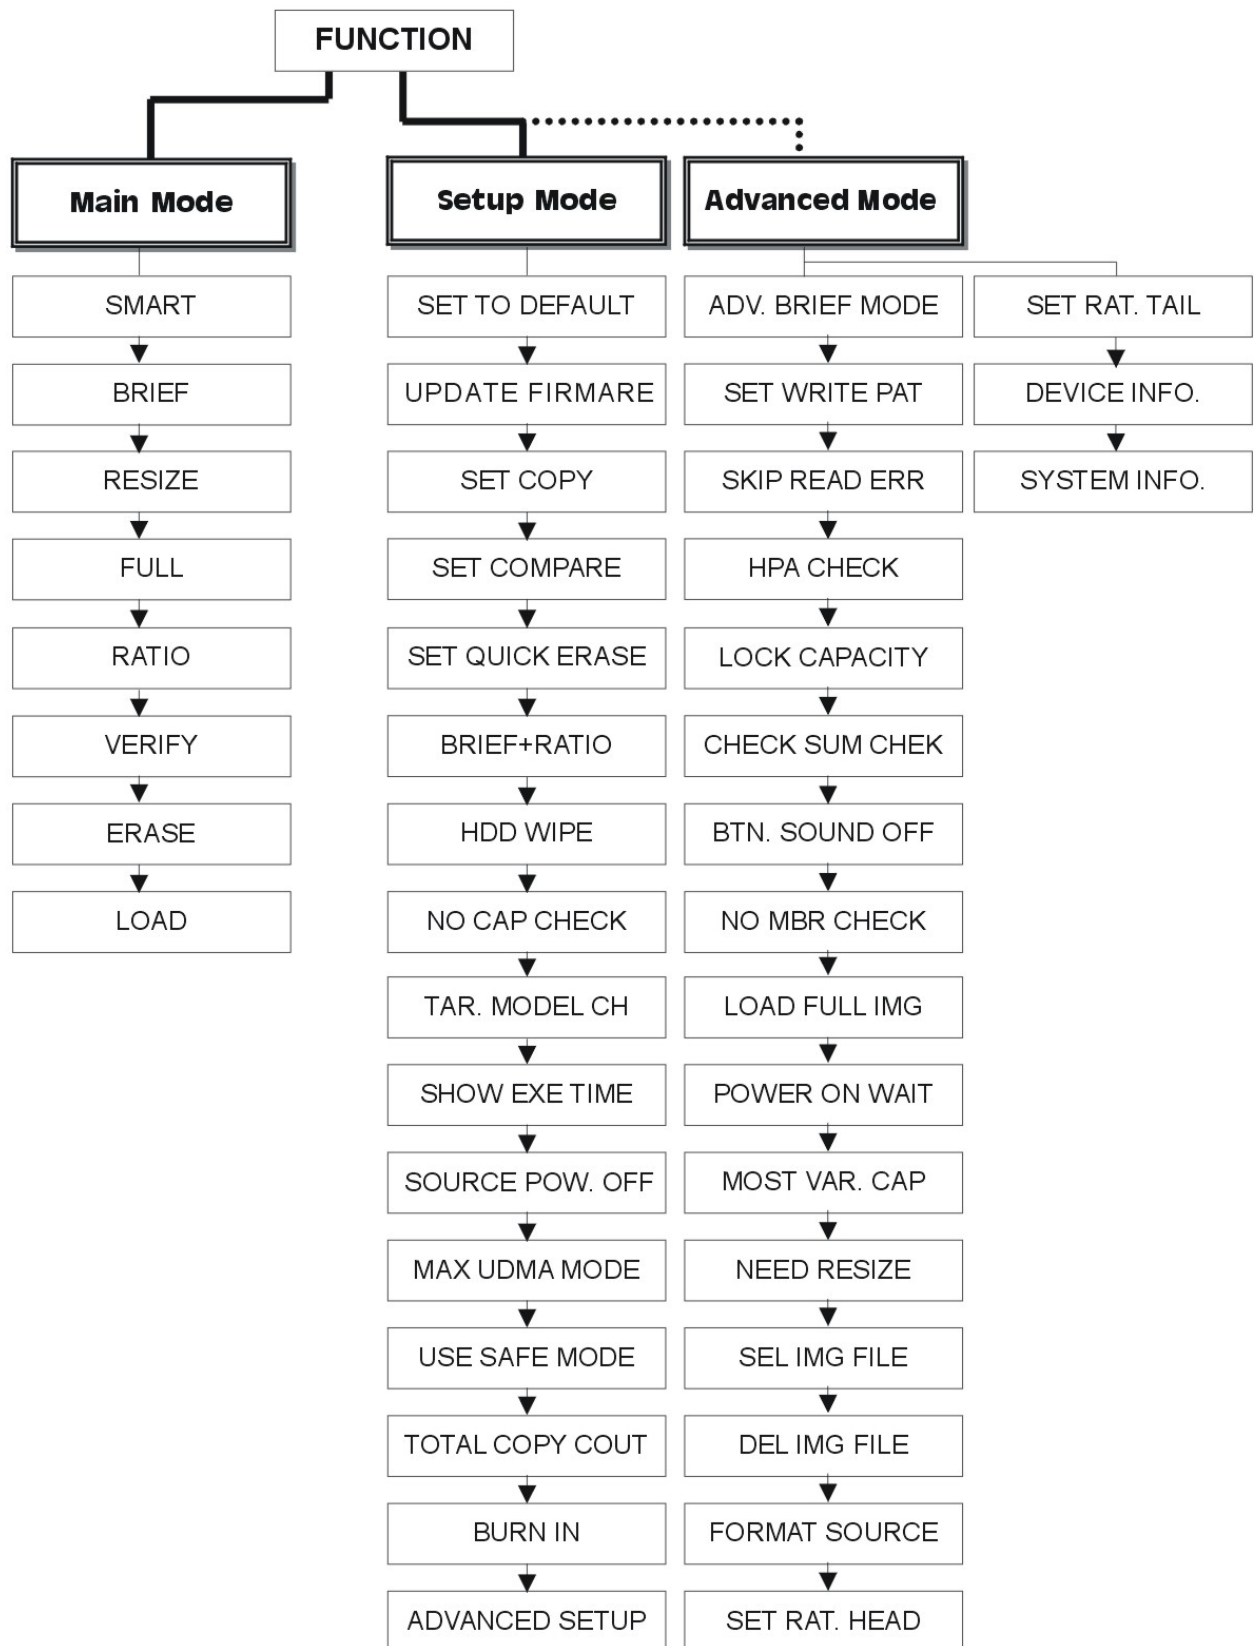 FUNCTION
Main Mode
SMART
BRIEF
RESIZE
FULL
RATIO
VERIFY
ERASE
LOAD
Setup Mode
SET TO DEFAULT
UPDATE FIRMARE
SET COPY
SET COMPARE
SET QUICK ERASE
BRIEF+RATIO
HDD WIPE
NO CAP CHECK
TAR. MODEL CH
SHOW EXE TIME
SOURCE POW. OFF
MAX UDMA MODE
USE SAFE MODE
TOTAL COPY COUT
BURN IN
ADVANCED SETUP
Advanced Mode
ADV. BRIEF MODE
SET WRITE PAT
SKIP READ ERR
HPA CHECK
LOCK CAPACITY
CHECK SUM CHEK
BTN. SOUND OFF
NO MBR CHECK
LOAD FULL IMG
POWER ON WAIT
MOST VAR. CAP
NEED RESIZE
SEL IMG FILE
DEL IMG FILE
FORMAT SOURCE
SET RAT. HEAD
SET RAT. TAIL
DEVICE INFO.
SYSTEM INFO.